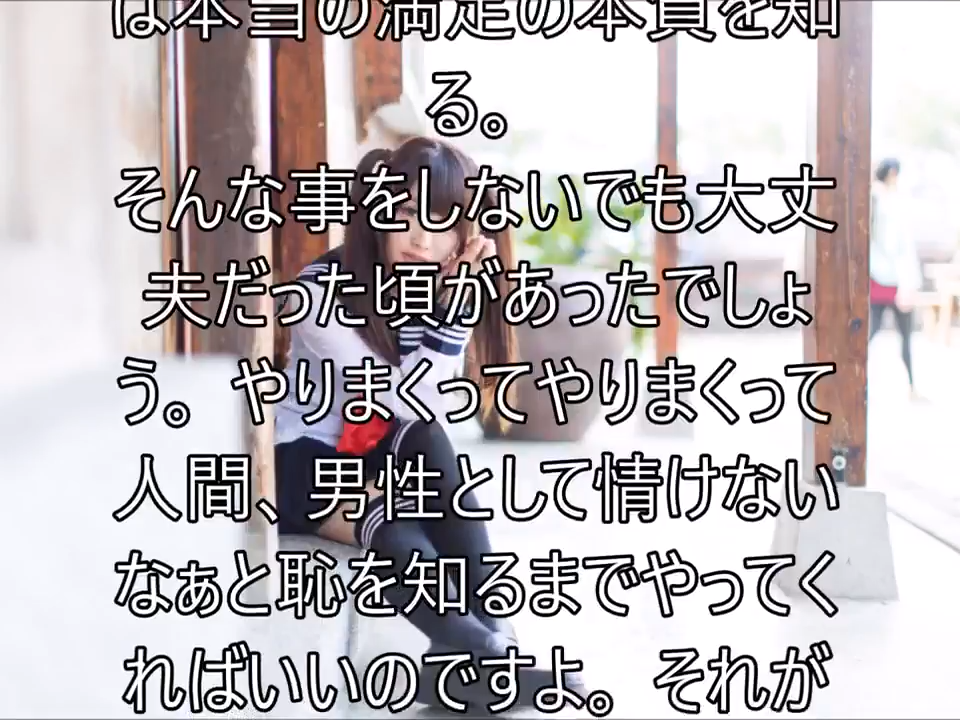 は本当の満足の本質を知
る。
そんな事をしないでも大丈
夫だった頃があったでしょ
う。やりまくってやりまくって
人間、男性として情けない
なぁと恥を知るまでやってく
ればいいのですよ。それが